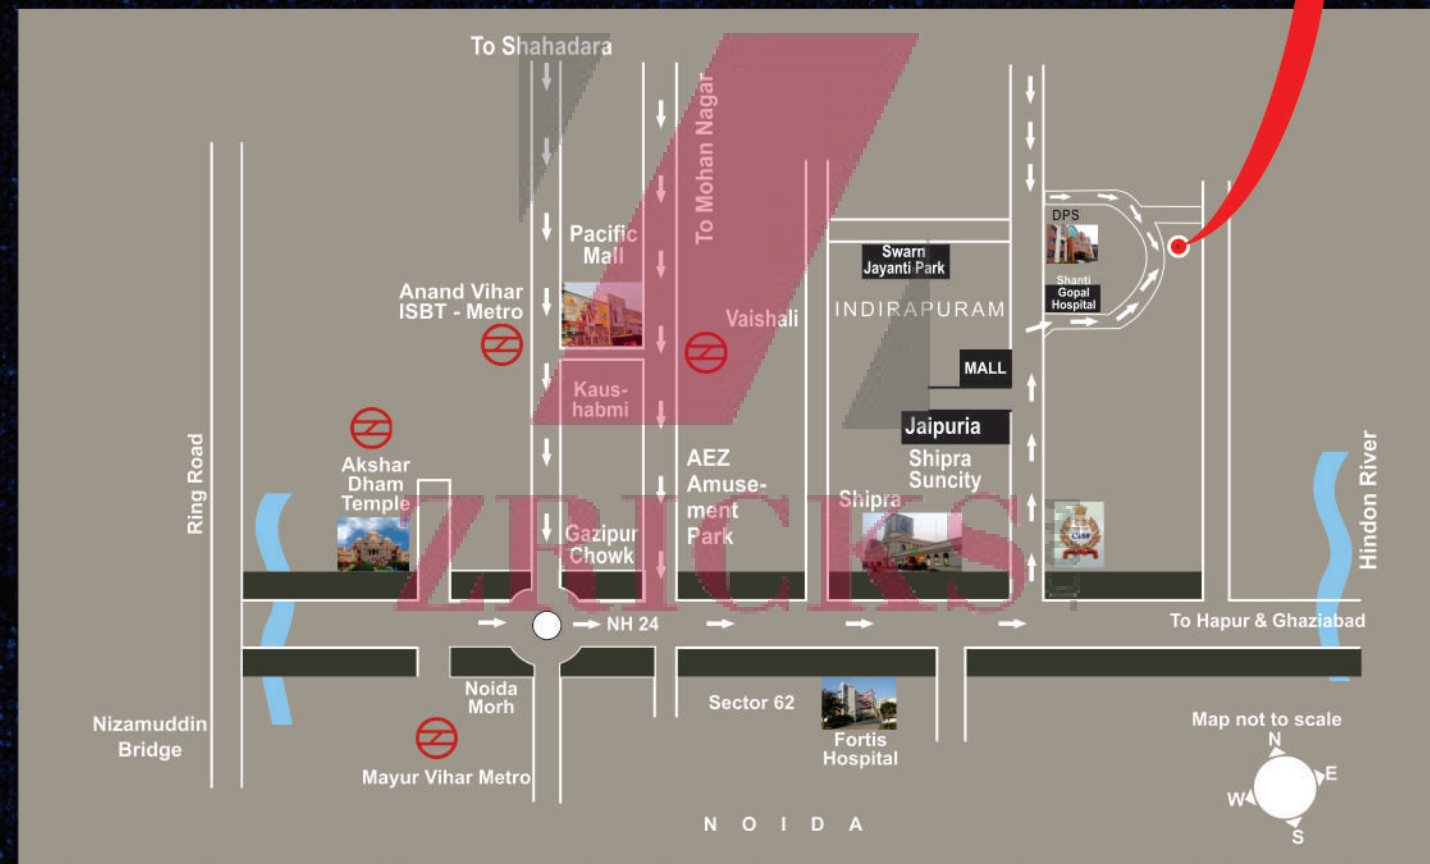 To Shahadara
To Mohan Nagar
Pacific
Mall
DPS
Swarn
Jayanti Park
Shanti
Gopal
Hospital
Anand Vihar
ISBT - Metro
Vaishali
INDIRAPURAM
MALL
Kaus-
habmi
Jaipuria
Shipra
Suncity
Ring Road
Akshar
Dham
Temple
AEZ
Amuse-
ment
Park
Shipra
Hindon River
Gazipur
Chowk
CISF
ZRICKS
NH 24
To Hapur & Ghaziabad
Noida
Morh
Sector 62
Nizamuddin
Bridge
Fortis
Hospital
Map not to scale
N
E
W
S
Mayur Vihar Metro
NOIDA